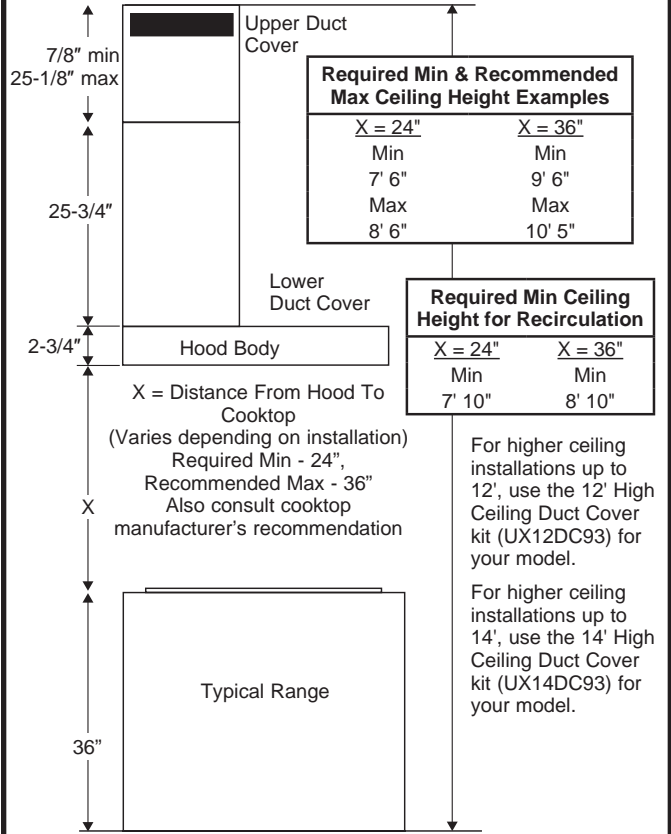 Upper Duct
Cover
7/8″ min
25-1/8″ max
Required Min & Recommended
Max Ceiling Height Examples
X = 24" X = 36"
Min Min
7' 6" 9' 6"
Max Max
8' 6" 10' 5"
25-3/4″
Lower
Duct Cover
Required Min Ceiling
Height for Recirculation
X = 24" X = 36"
Min Min
7' 10" 8' 10"
2-3/4″
Hood Body
X = Distance From Hood To
Cooktop
(Varies depending on installation)
Required Min - 24”,
Recommended Max - 36”
Also consult cooktop
manufacturer’s recommendation
X
For higher ceiling
installations up to
12', use the 12' High
Ceiling Duct Cover
kit (UX12DC93) for
your model.
For higher ceiling
installations up to
14', use the 14' High
Ceiling Duct Cover
kit (UX14DC93) for
your model.
Typical Range
36”